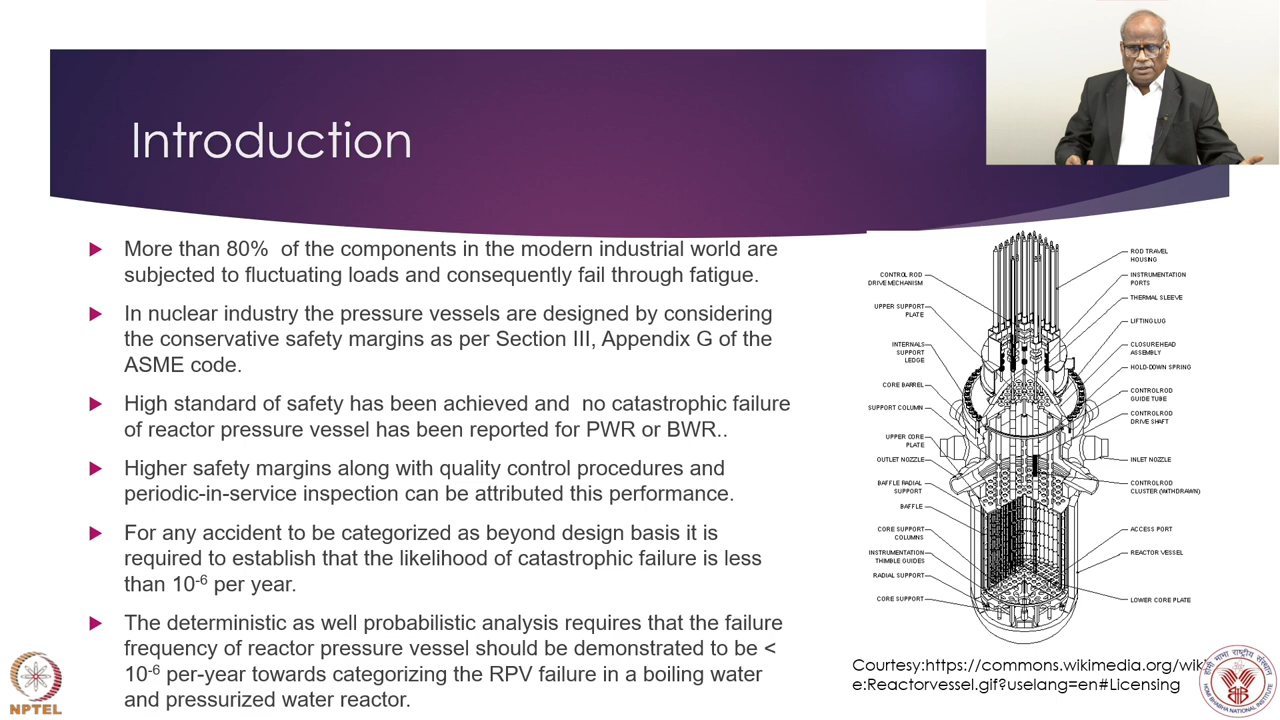 Introduction
More than 80% of the components in the modern industrial world are
subjected to fluctuating loads and consequently fail through fatigue.
In nuclear industry the pressure vessels are designed by considering
the conservative safety margins as per Section III, Appendix G of the
ASME code.
High standard of safety has been achieved and no catastrophic failure
of reactor pressure vessel has been reported for PWR or BWR..
Higher safety margins along with quality control procedures and
periodic-in-service inspection can be attributed this performance.
For any accident to be categorized as beyond design basis it is
required to establish that the likelihood of catastrophic failure is less
than 10-6 per year.
The deterministic as well probabilistic analysis requires that the failure
frequency of reactor pressure vessel should be demonstrated to be <
10-6 per-year towards categorizing the RPV failure in a boiling water
and pressurized water reactor.
CONTROL ROD
DRIVE MECHANISM
UPPER SUPPORT
PLATE
INTERNALS
SUPPORT
LEDGE
CORE BARREL
SUPPORT COLUMN
UPPER CORE
PLATE
OUTLET NOZZLE
BAFFLE RADIAL
SUPPORT
BAFFLE
CORE SUPPORT
COLUMNS
INSTRUMENTATION
THIMBLE GUIDES
RADIAL SUPPORT
CORE SUPPORT
ROD TRAVEL
HOUSING
INSTRUMENTATION
PORTS
THERMAL SLEEVE
LIFTING LUG
CLOSURE HEAD
ASSEMBLY
HOLD-DOWN SPRING
CONTROL ROD
GUIDE TUBE
CONTROL ROD
DRIVE SHAFT
INLET NOZZLE
CONTROL ROD
CLUSTER (WITHDRAWN)
ACCESS PORT
REACTOR VESSEL
LOWER CORE PLATE
Courtesy:https://commons.wikimedia.org/wik
e:Reactorvessel.gif?uselang=en#Licensing
NPTEL
होमी भाभा राष्ट्रीय संस्थान
HOMI BHABHA NATIONAL INSTITUTE